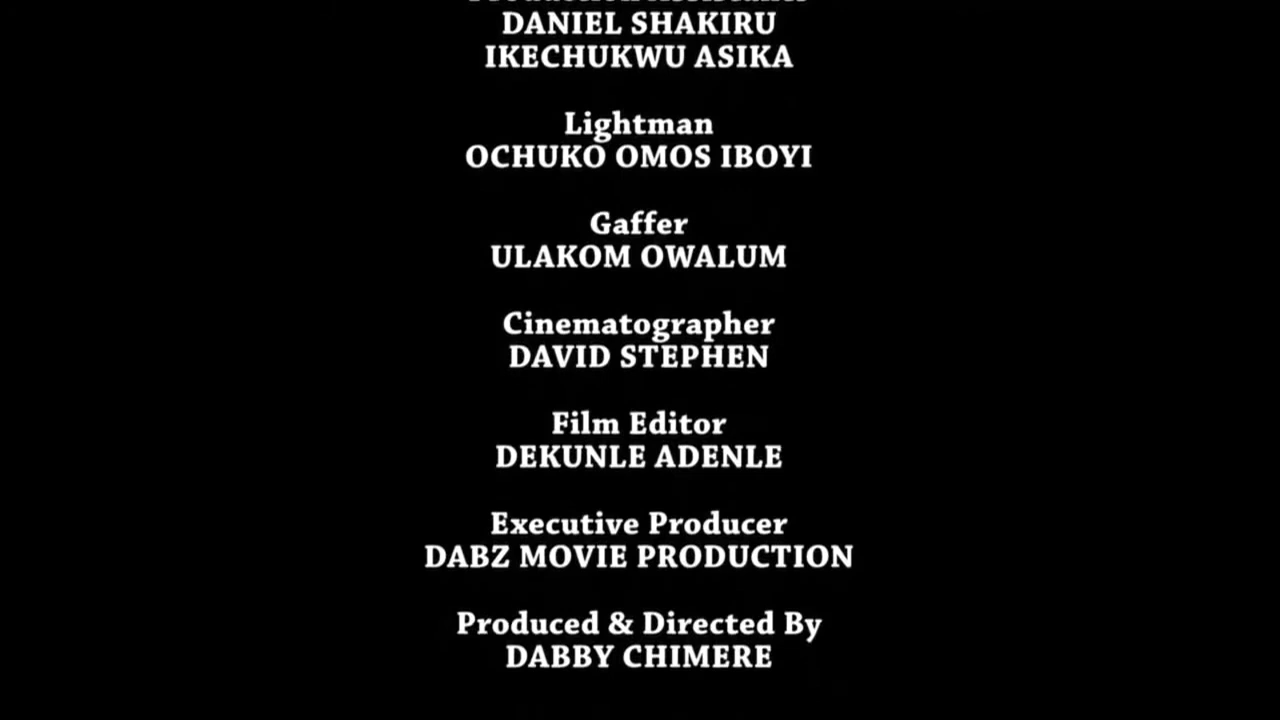 DANIEL SHAKIRU
IKECHUKWU ASIKA
Lightman
OCHUKO OMOS IBOYI
Gaffer
ULAKOM OWALUM
Cinematographer
DAVID STEPHEN
Film Editor
DEKUNLE ADENLE
Executive Producer
DABZ MOVIE PRODUCTION
Produced & Directed By
DABBY CHIMERE